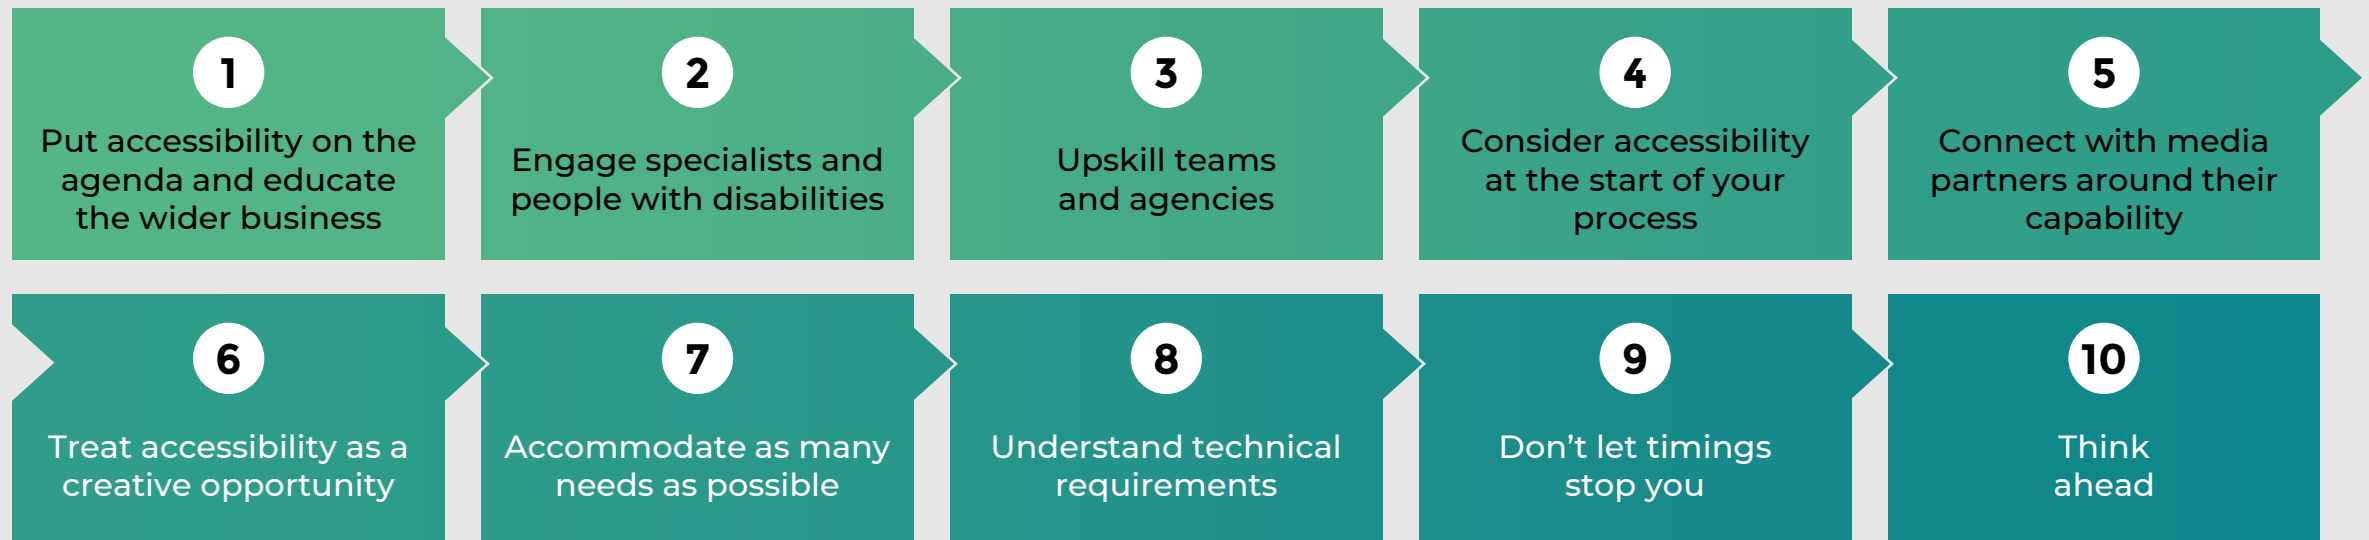 1
Put accessibility on the
agenda and educate
the wider business
2
Engage specialists and
people with disabilities
3
Upskill teams
and agencies
4
Consider accessibility
at the start of your
process
5
Connect with media
partners around their
capability
6
Treat accessibility as a
creative opportunity
7
Accommodate as many
needs as possible
8
Understand technical
requirements
9
Don’t let timings
stop you
10
Think
ahead